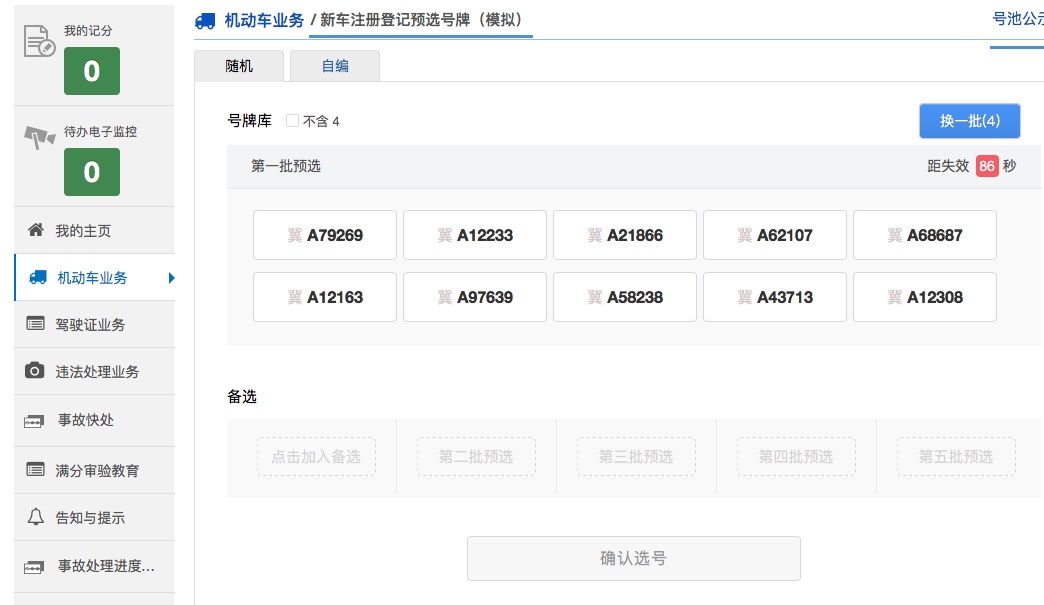 我的记分
0
待办电子监控
0
我的主页
机动车业务
驾驶证业务
违法处理业务
事故快处
满分审验教育
告知与提示
事故处理进度...
机动车业务 / 新车注册登记预选号牌（模拟）
号池公示
随机 自编
号牌库 不含 4 换一批(4)
第一批预选 距失效 86 秒
冀 A79269 冀 A12233 冀 A21866 冀 A62107 冀 A68687
冀 A12163 冀 A97639 冀 A58238 冀 A43713 冀 A12308
备选
点击加入备选 第二批预选 第三批预选 第四批预选 第五批预选
确认选号